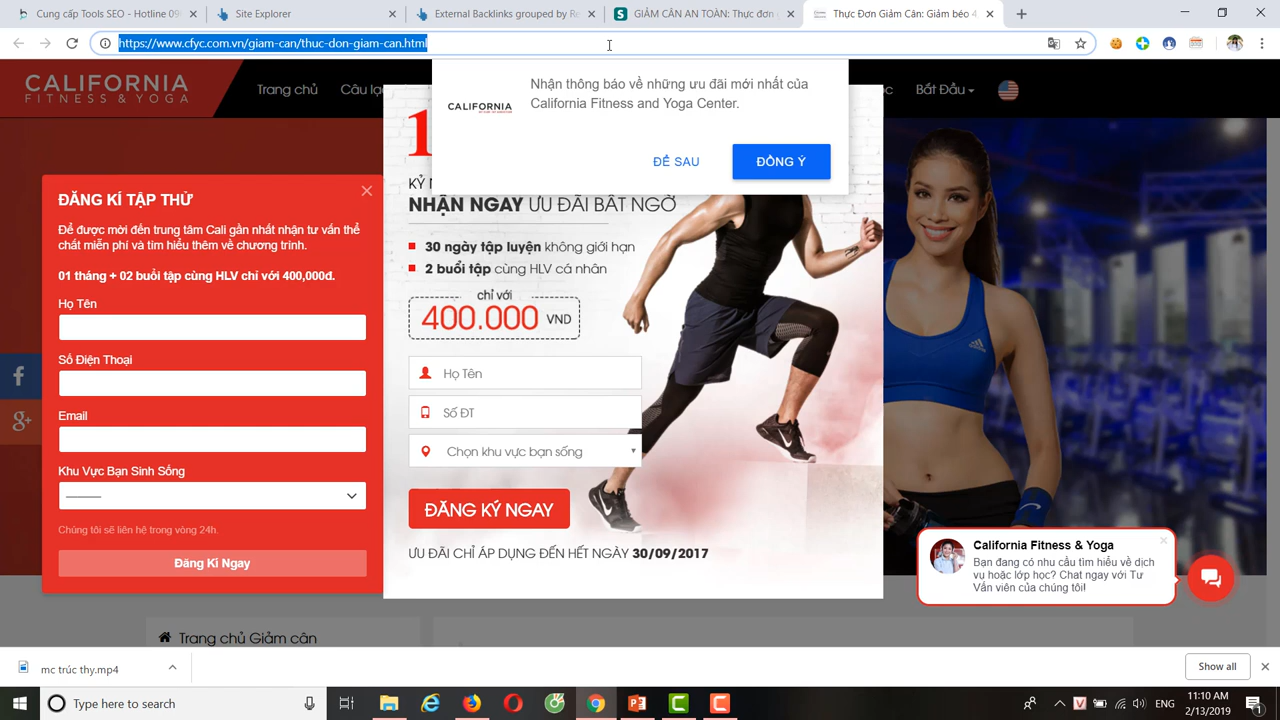 Cung cấp Tools SEO - Hotline 09
Site Explorer
External Backlinks grouped by Re
GIẢM CÂN AN TOÀN: Thực đơn g
Thực Đơn Giảm Cân: Giảm béo 4
https://www.cfyc.com.vn/giam-can/thuc-don-giam-can.html
CALIFORNIA
FITNESS & YOGA
Trang chủ
Câu lạ
Bắt Đầu
Nhận thông báo về những ưu đãi mới nhất của
California Fitness and Yoga Center.
CALIFORNIA
ĐỂ SAU
ĐỒNG Ý
ĐĂNG KÍ TẬP THỬ
Để được mời đến trung tâm Cali gần nhất nhận tư vấn thể
chất miễn phí và tìm hiểu thêm về chương trình.
01 tháng + 02 buổi tập cùng HLV chỉ với 400,000đ.
Họ Tên
Số Điện Thoại
Email
Khu Vực Bạn Sinh Sống
Chúng tôi sẽ liên hệ trong vòng 24h.
Đăng Kí Ngay
NHẬN NGAY ƯU ĐÃI BẤT NGỜ
30 ngày tập luyện không giới hạn
2 buổi tập cùng HLV cá nhân
chỉ với
400.000 VND
Họ Tên
Số ĐT
Chọn khu vực bạn sống
ĐĂNG KÝ NGAY
ƯU ĐÃI CHỈ ÁP DỤNG ĐẾN HẾT NGÀY 30/09/2017
California Fitness & Yoga
Bạn đang có nhu cầu tìm hiểu về dịch
vụ hoặc lớp học? Chat ngay với Tư
Vấn viên của chúng tôi!
Trang chủ Giảm cân
mc trúc thy.mp4
Show all
Type here to search
ENG
11:10 AM
2/13/2019